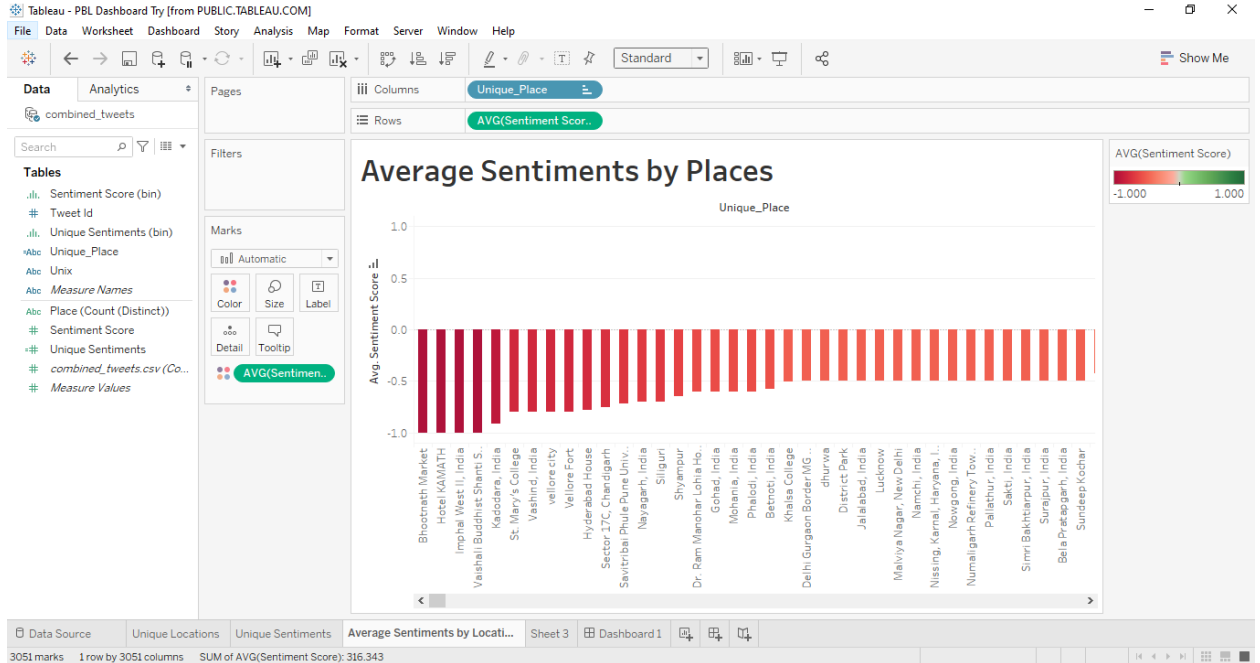 Tableau - PBL Dashboard Try [from PUBLIC.TABLEAU.COM]
File Data Worksheet Dashboard Story Analysis Map Format Server Window Help
Standard
Show Me
Data Analytics
combined_tweets
Search
Tables
Sentiment Score (bin)
# Tweet Id
Unique Sentiments (bin)
Abc Unique_Place
Abc Unix
Abc Measure Names
Abc Place (Count (Distinct))
# Sentiment Score
# Unique Sentiments
# combined_tweets.csv (Co...
# Measure Values
Pages
Filters
Marks
Automatic
Color Size Label
Detail Tooltip
AVG(Sentimen..
Columns Unique_Place
Rows AVG(Sentiment Scor..
Average Sentiments by Places
Unique_Place
Avg. Sentiment Score
1.0
0.5
0.0
-0.5
-1.0
Bhootnath Market
Hotel KAMATH
Imphal West II, India
Vaishali Buddhist Shanti S..
Kadodara, India
St. Mary's College
Vashind, India
vellore city
Vellore Fort
Hyderabad House
Sector 17C, Chandigarh
Savitribai Phule Pune Univ..
Nayagarh, India
Siliguri
Shyampur
Dr. Ram Manohar Lohia Ho..
Gohad, India
Mohania, India
Phalodi, India
Betnoti, India
Khalsa College
Delhi Gurgaon Border MG ..
dhurwa
District Park
Jalalabad, India
Lucknow
Malviya Nagar, New Delhi
Namchi, India
Nissing, Karnal, Haryana, I..
Nowgong, India
Numaligarh Refinery Tow..
Pallathur, India
Sakti, India
Simri Bakhtiarpur, India
Surajpur, India
Bela Pratapgarh, India
Sundeep Kochar
AVG(Sentiment Score)
-1.000 1.000
Data Source Unique Locations Unique Sentiments Average Sentiments by Locati... Sheet 3 Dashboard 1
3051 marks 1 row by 3051 columns SUM of AVG(Sentiment Score): 316.343